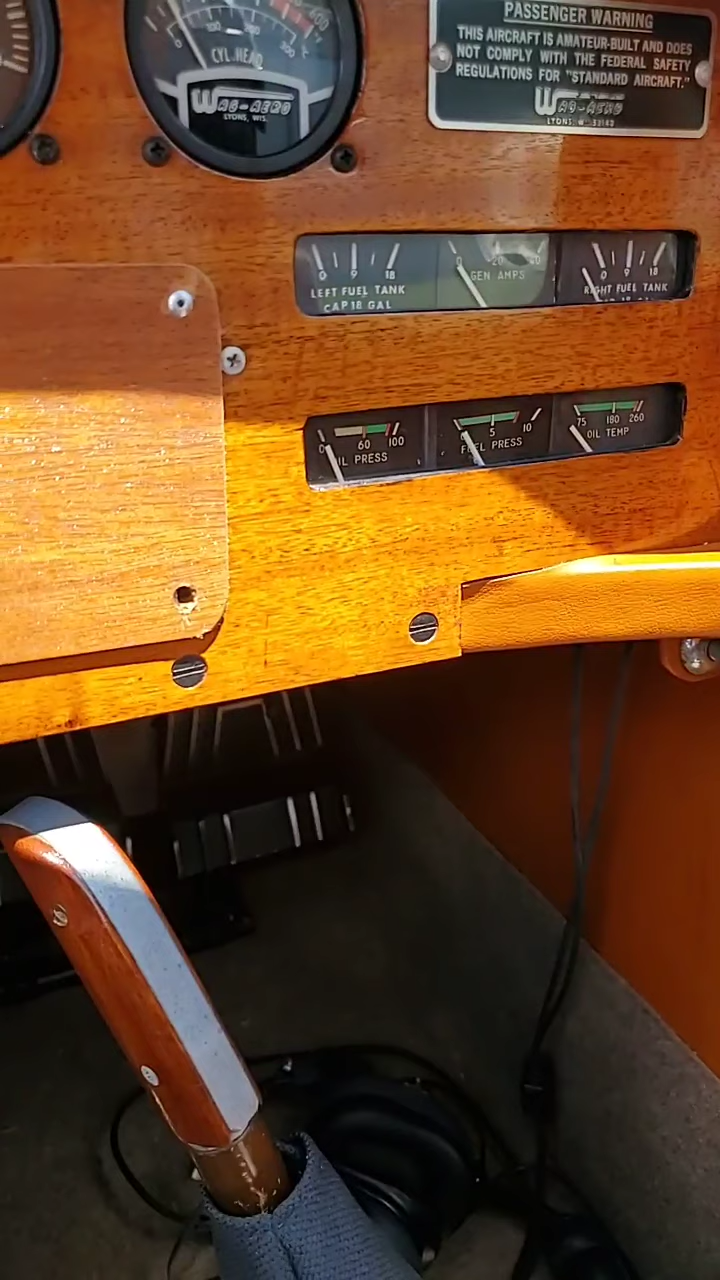 100 200
0 300
CYL. HEAD
WAG-AERO
LYONS, WIS.
PASSENGER WARNING
THIS AIRCRAFT IS AMATEUR-BUILT AND DOES
NOT COMPLY WITH THE FEDERAL SAFETY
REGULATIONS FOR "STANDARD AIRCRAFT."
WAG-AERO
0 9 18
LEFT FUEL TANK
CAP 18 GAL
0 20 40
GEN AMPS
0 9 18
RIGHT FUEL TANK
0 60 100
OIL PRESS
5 10
FUEL PRESS
75 180 260
OIL TEMP